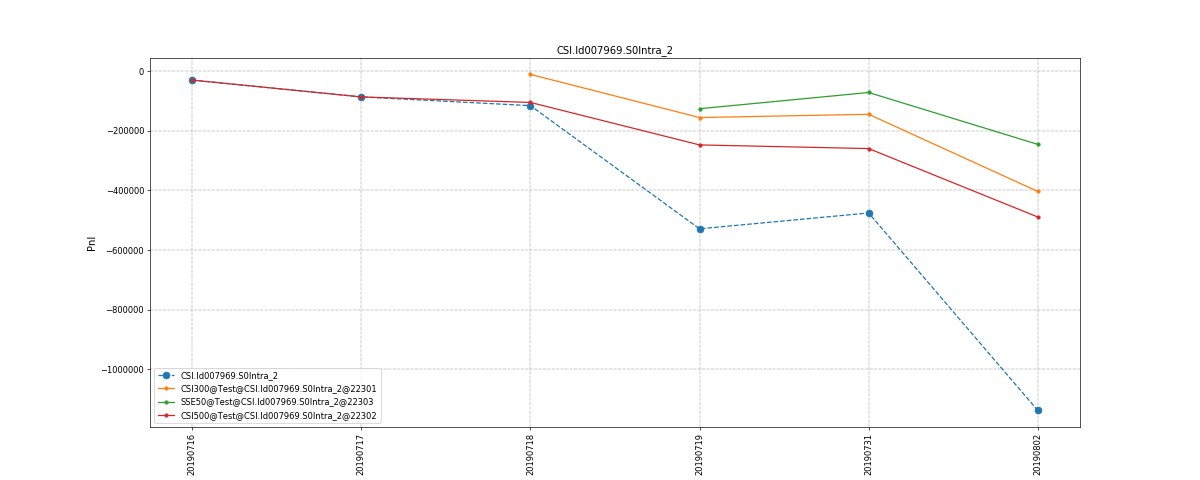 CSI.Id007969.S0Intra_2
0
−200000
−400000
−600000
−800000
−1000000
Pnl
CSI.Id007969.S0Intra_2
CSI300@Test@CSI.Id007969.S0Intra_2@22301
SSE50@Test@CSI.Id007969.S0Intra_2@22303
CSI500@Test@CSI.Id007969.S0Intra_2@22302
20190716
20190717
20190718
20190719
20190731
20190802